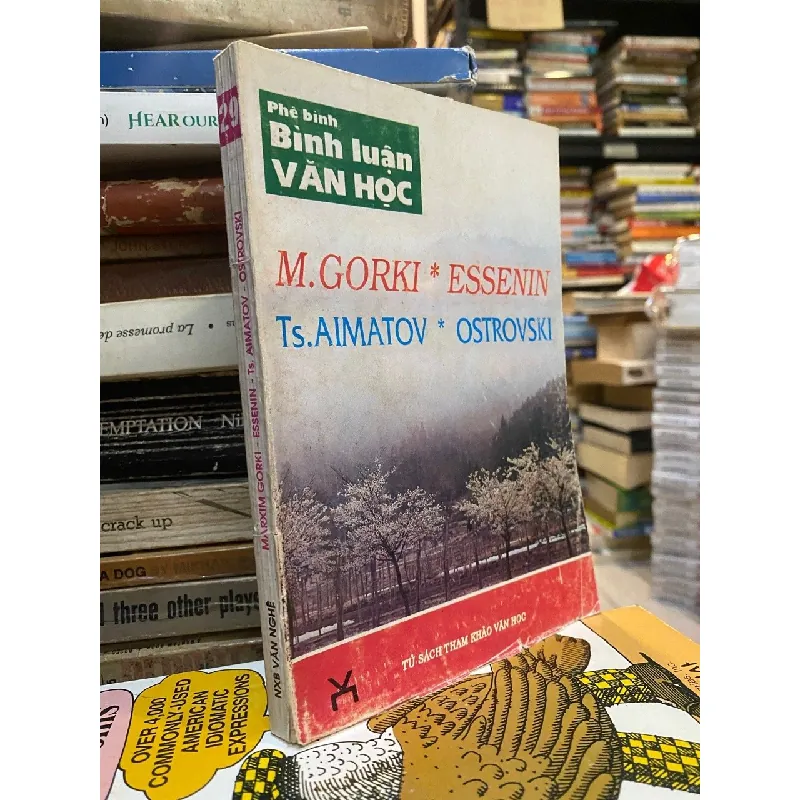 Phê bình
Bình luận
VĂN HỌC
M.GORKI * ESSENIN
Ts.AIMATOV * OSTROVSKI
TỦ SÁCH THAM KHẢO VĂN HỌC
29
MARXIM GORKI - ESSENIN - Ts. AIMATOV - OSTROVSKI
NXB VĂN NGHỆ
HEAR OUR
La promesse de
EMPTATION
crack up
A DOG
three other plays
OVER 4,000
COMMONLY-USED
AMERICAN
IDIOMATIC
EXPRESSIONS